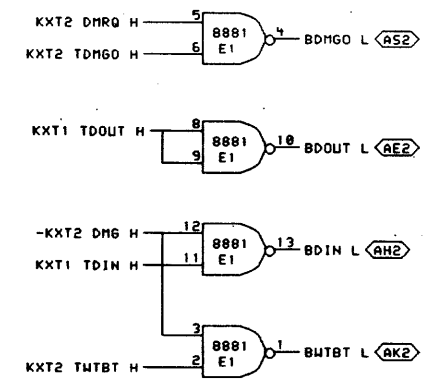 KXT2 DMRQ H 5 8881 4 BDMGO L AS2
KXT2 TDMGO H 6 E1
KXT1 TDOUT H 8 8881 10 BDOUT L AE2
9 E1
-KXT2 DMG H 12 8881 13 BDIN L AH2
KXT1 TDIN H 11 E1
3 8881 1 BWTBT L AK2
KXT2 TWTBT H 2 E1